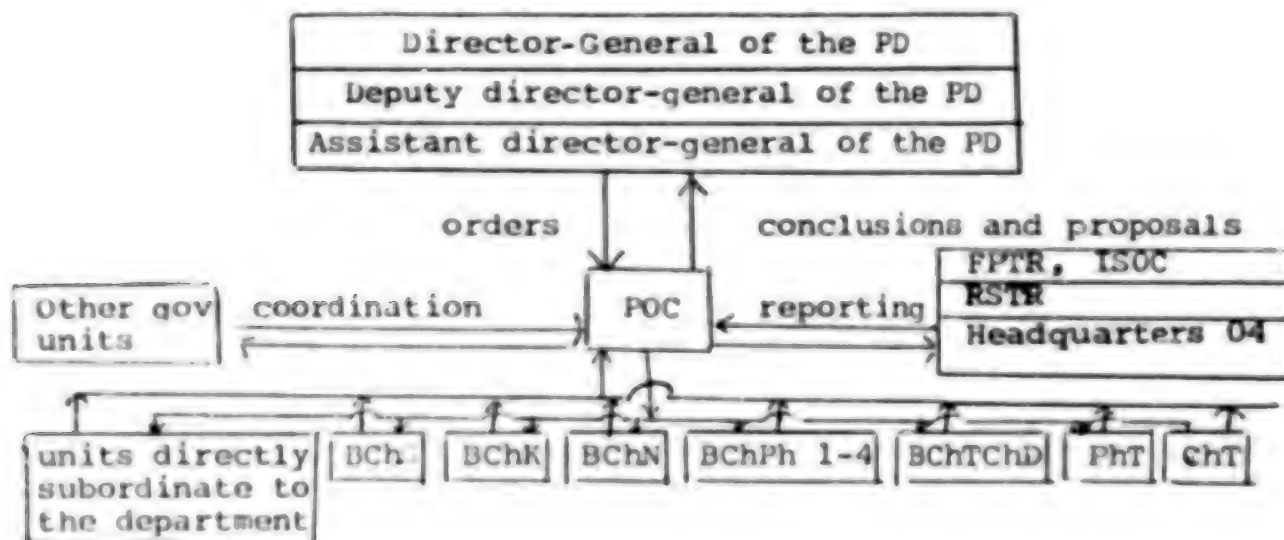 Director-General of the PD
Deputy director-general of the PD
Assistant director-general of the PD
orders
conclusions and proposals
FPTR, ISOC
Other gov
units
coordination
POC
reporting
RSTR
Headquarters 04
units directly
subordinate to
the department
BChK
BChN
BChPh 1-4
BChTChD
PhT
ChT